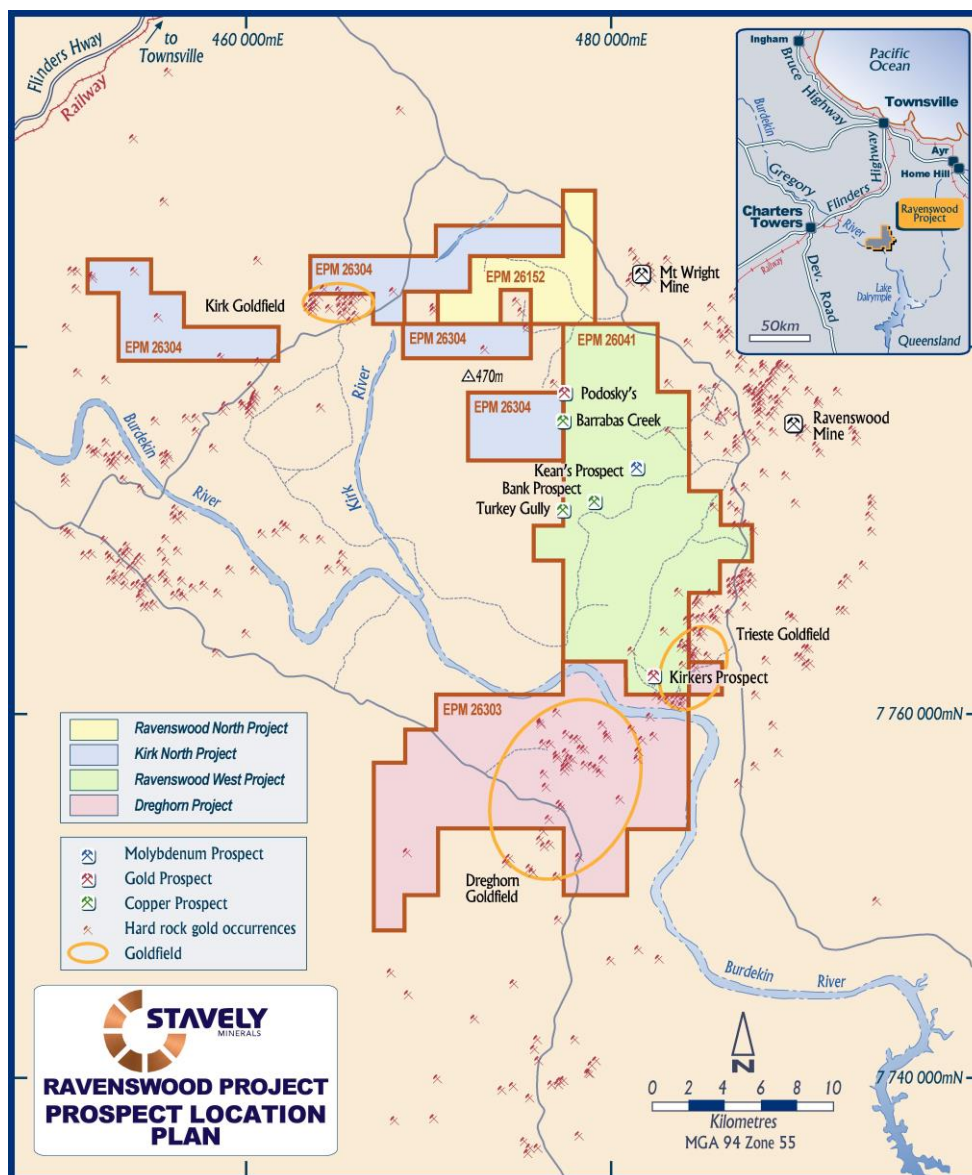 460 000mE
480 000mE
to
Townsville
Flinders Hway
Railway
Ingham
Bruce Highway
Pacific
Ocean
Townsville
Burdekin
Ayr
Home Hill
Gregory
Flinders Highway
Charters
Towers
River
Ravenswood
Project
Railway
Dev. Road
Lake
Dalrymple
50km
Queensland
EPM 26304
EPM 26152
Mt Wright
Mine
Kirk Goldfield
EPM 26304
EPM 26304
EPM 26041
470m
EPM 26304
Podosky's
Barrabas Creek
Ravenswood
Mine
Kean's Prospect
Bank Prospect
Turkey Gully
Burdekin
River
Kirk
River
Trieste Goldfield
Kirkers Prospect
EPM 26303
7 760 000mN
Ravenswood North Project
Kirk North Project
Ravenswood West Project
Dreghorn Project
Molybdenum Prospect
Gold Prospect
Copper Prospect
Hard rock gold occurrences
Goldfield
Dreghorn
Goldfield
Burdekin
River
STAVELY
MINERALS
RAVENSWOOD PROJECT
PROSPECT LOCATION
PLAN
N
0 2 4 6 8 10
Kilometres
MGA 94 Zone 55
7 740 000mN